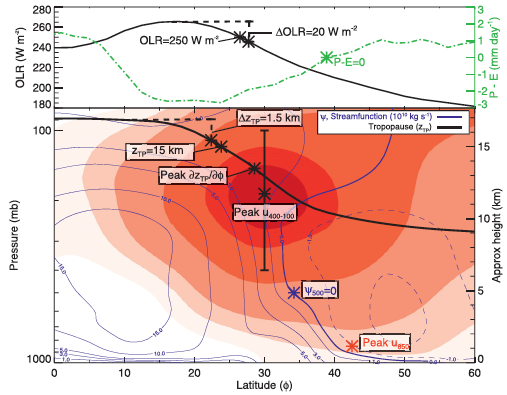 280
260
240
220
200
180
OLR (W m⁻²)
OLR=250 W m⁻²
ΔOLR=20 W m⁻²
P-E=0
3
2
1
0
-1
-2
-3
P - E (mm day⁻¹)
ψ, Streamfunction (10¹⁰ kg s⁻¹)
Tropopause (z_TP)
Δz_TP=1.5 km
z_TP=15 km
Peak ∂z_TP/∂ϕ
Peak u_400-100
ψ_500=0
Peak u_850
100
1000
Pressure (mb)
15
10
5
0
Approx height (km)
0
10
20
30
40
50
60
Latitude (ϕ)